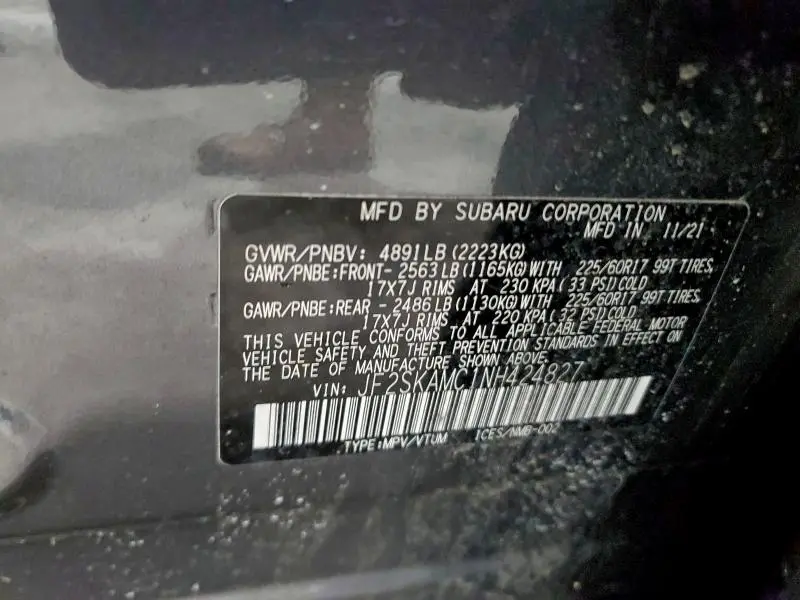 MFD BY SUBARU CORPORATION
MFD IN 11/21
GVWR/PNBV: 4891LB (2223KG)
GAWR/PNBE:FRONT- 2563LB (1165KG) WITH 225/60R17 99T TIRES,
17X7J RIMS AT 230 KPA( 33 PSI)COLD
GAWR/PNBE:REAR - 2486LB (1130KG) WITH 225/60R17 99T TIRES,
17X7J RIMS AT 220 KPA( 32 PSI)COLD
THIS VEHICLE CONFORMS TO ALL APPLICABLE FEDERAL MOTOR
VEHICLE SAFETY AND THEFT PREVENTION STANDARDS IN EFFECT ON
THE DATE OF MANUFACTURE SHOWN ABOVE.
VIN: JF2SKAMC1NH424827
TYPE:MPV/VTUM ICES/NMB-002